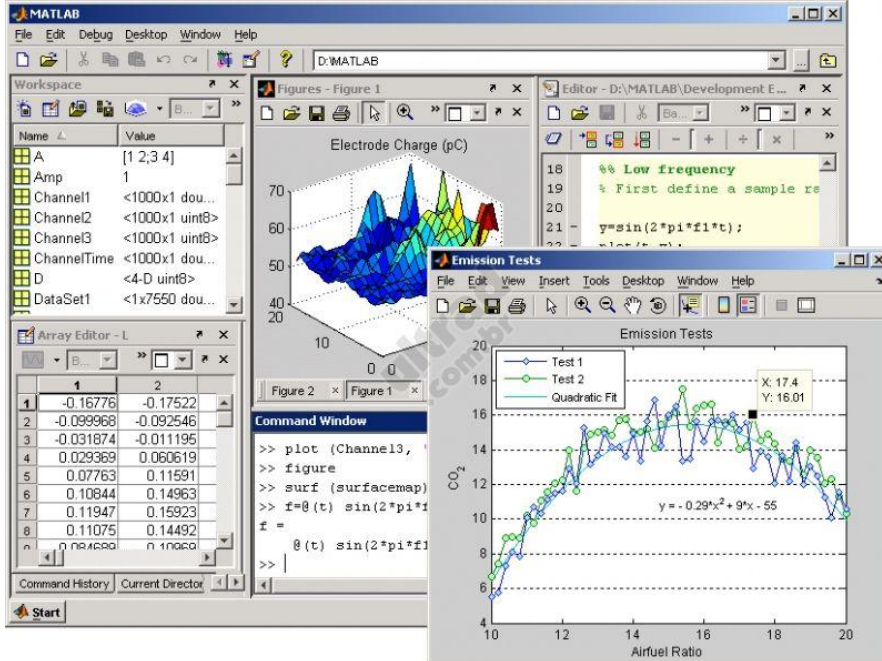 MATLAB
File Edit Debug Desktop Window Help
D:\MATLAB
Workspace
Name Value
A [1 2;3 4]
Amp 1
Channel1 <1000x1 dou...
Channel2 <1000x1 uint8>
Channel3 <1000x1 uint8>
ChannelTime <1000x1 dou...
D <4-D uint8>
DataSet1 <1x7550 dou...
Array Editor - L
1 2
1 -0.16776 -0.17522
2 -0.099968 -0.092546
3 -0.031874 -0.011195
4 0.029369 0.060619
5 0.07763 0.11591
6 0.10844 0.14963
7 0.11947 0.15923
8 0.11075 0.14492
0.084689 0.10969
Command History Current Director
Start
Figures - Figure 1
Electrode Charge (pC)
70
60
50
40
20
10
0 0
Figure 2 Figure 1
Command Window
>> plot (Channel3, '
>> figure
>> surf (surfacemap)
>> f=@(t) sin(2*pi*f
f =
@(t) sin(2*pi*f1
>>
Editor - D:\MATLAB\Development E...
Ba...
18 %% Low frequency
19 % First define a sample ra
20
21 - y=sin(2*pi*f1*t);
Emission Tests
File Edit View Insert Tools Desktop Window Help
Emission Tests
Test 1
Test 2
Quadratic Fit
X: 17.4
Y: 16.01
y = - 0.29*x² + 9*x - 55
CO₂
20
18
16
14
12
10
8
6
4
10 12 14 16 18 20
Airfuel Ratio